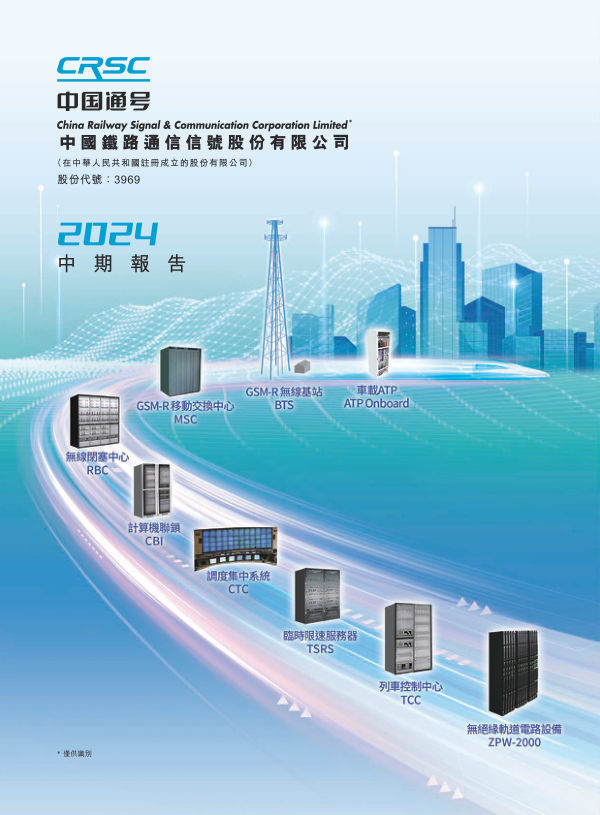 CRSC
中国通号
China Railway Signal & Communication Corporation Limited*
中國鐵路通信信號股份有限公司
（在中華人民共和國註冊成立的股份有限公司）
股份代號：3969
2024
中期報告
GSM-R無線基站
BTS
車載ATP
ATP Onboard
GSM-R移動交換中心
MSC
無線閉塞中心
RBC
計算機聯鎖
CBI
調度集中系統
CTC
臨時限速服務器
TSRS
列車控制中心
TCC
無絕緣軌道電路設備
ZPW-2000
* 僅供識別